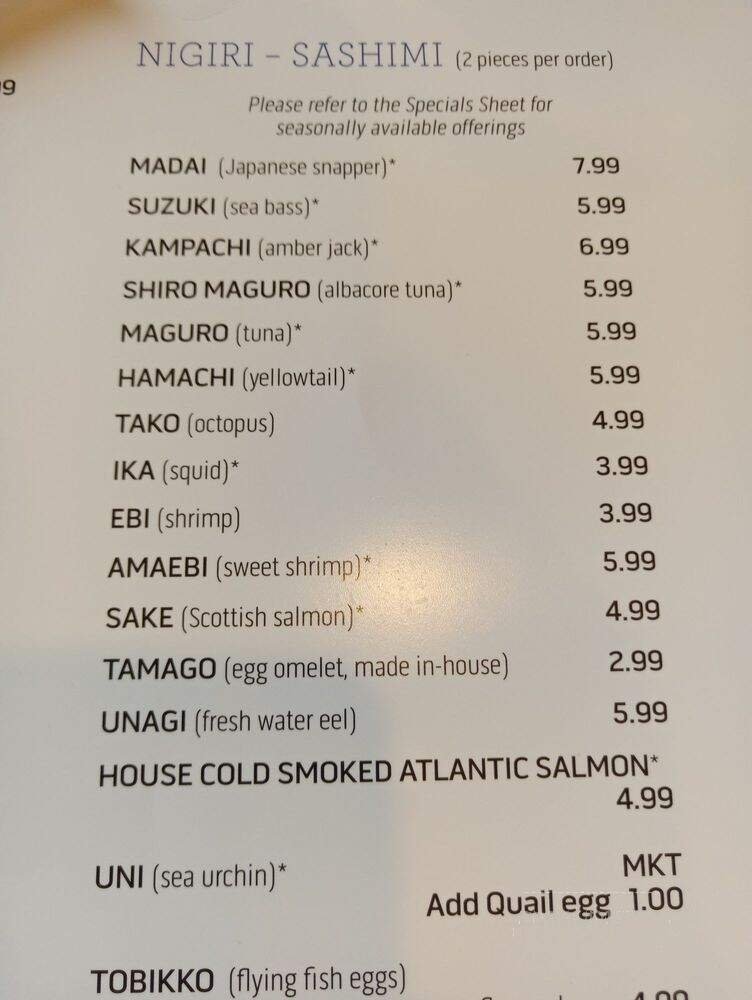 NIGIRI – SASHIMI (2 pieces per order)
Please refer to the Specials Sheet for
seasonally available offerings
MADAI (Japanese snapper)* 7.99
SUZUKI (sea bass)* 5.99
KAMPACHI (amber jack)* 6.99
SHIRO MAGURO (albacore tuna)* 5.99
MAGURO (tuna)* 5.99
HAMACHI (yellowtail)* 5.99
TAKO (octopus) 4.99
IKA (squid)* 3.99
EBI (shrimp) 3.99
AMAEBI (sweet shrimp)* 5.99
SAKE (Scottish salmon)* 4.99
TAMAGO (egg omelet, made in-house) 2.99
UNAGI (fresh water eel) 5.99
HOUSE COLD SMOKED ATLANTIC SALMON*
4.99
UNI (sea urchin)* MKT
Add Quail egg 1.00
TOBIKKO (flying fish eggs)